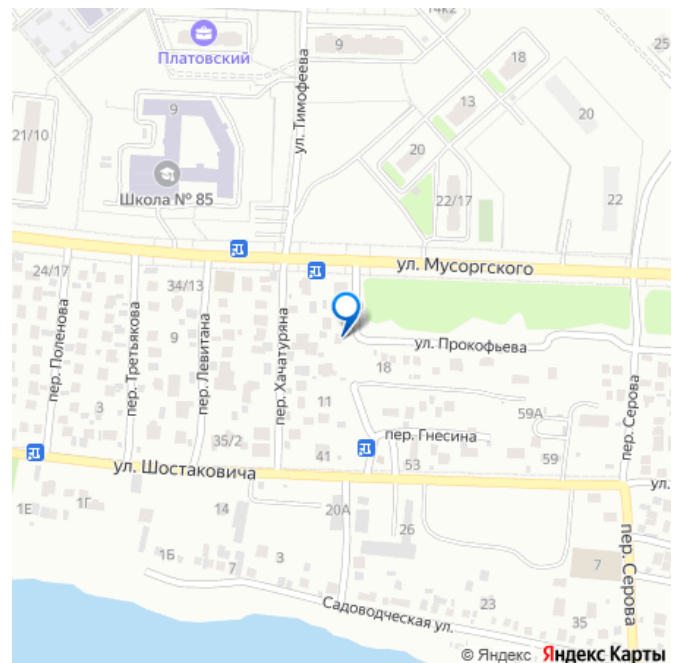 14к2
9
18
25
Платовский
ул. Тимофеева
13
20
9
21/10
20
Школа № 85
22/17
22
ул. Мусоргского
24/17
34/13
пер. Поленова
пер. Третьякова
9
пер. Левитана
пер. Хачатуряна
ул. Прокофьева
18
пер. Серова
3
11
59А
35/2
пер. Гнесина
41
53
59
ул. Шостаковича
ул.
1Е
1Г
14
20А
26
пер. Серова
1Б
7
3
7
Садоводческая ул.
23
35
© Яндекс Яндекс Карты